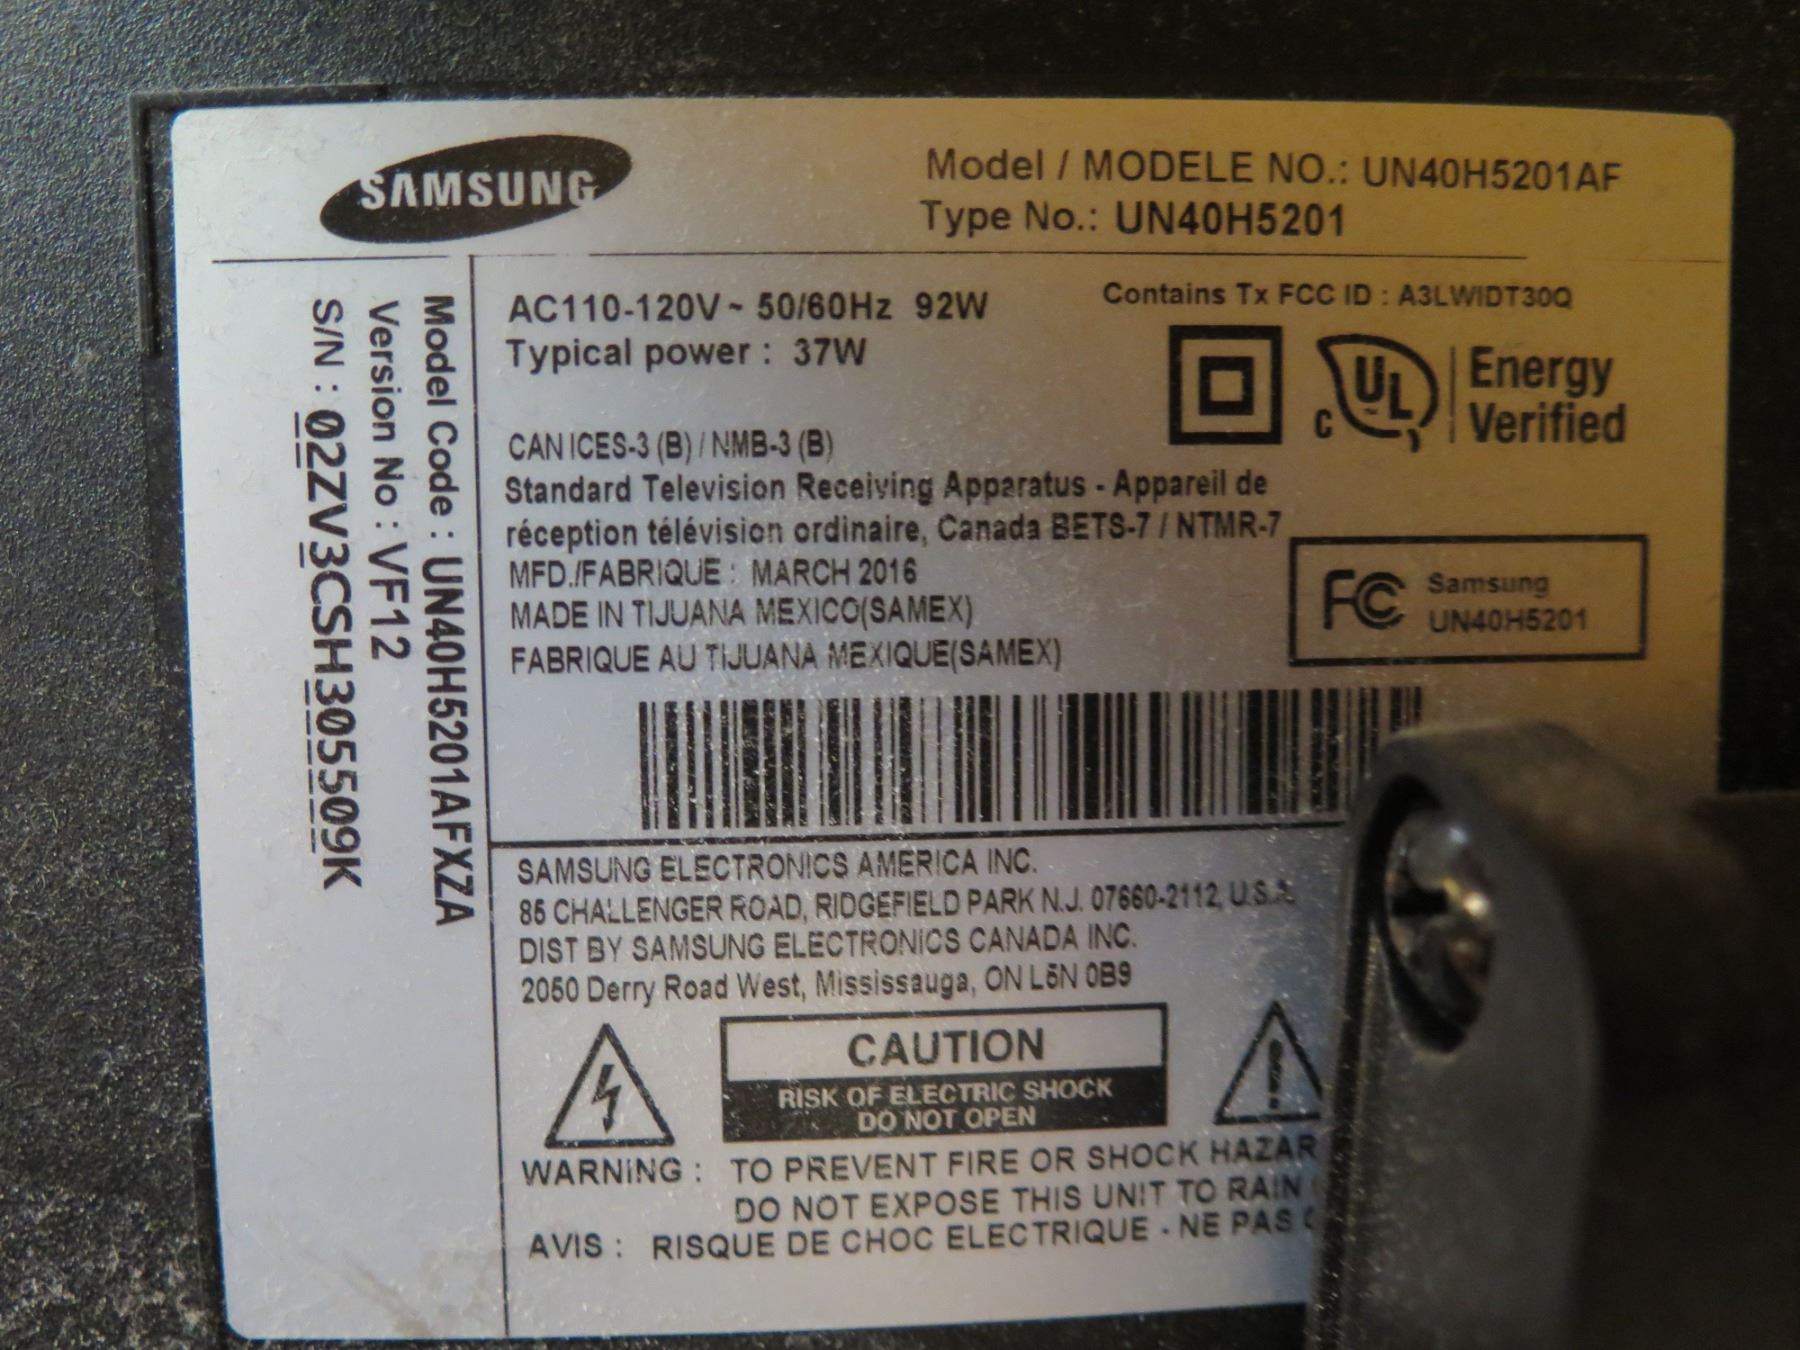 SAMSUNG
Model / MODELE NO.: UN40H5201AF
Type No.: UN40H5201
Model Code : UN40H5201AFXZA
Version No : VF12
S/N : 02ZV3CSH305509K
AC110-120V~ 50/60Hz 92W
Typical power : 37W
Contains Tx FCC ID : A3LWIDT30Q
C UL Energy
Verified
CAN ICES-3 (B) / NMB-3 (B)
Standard Television Receiving Apparatus - Appareil de
réception télévision ordinaire, Canada BETS-7 / NTMR-7
MFD./FABRIQUE : MARCH 2016
MADE IN TIJUANA MEXICO(SAMEX)
FABRIQUE AU TIJUANA MEXIQUE(SAMEX)
FC Samsung
UN40H5201
SAMSUNG ELECTRONICS AMERICA INC.
85 CHALLENGER ROAD, RIDGEFIELD PARK N.J. 07660-2112, U.S.A.
DIST BY SAMSUNG ELECTRONICS CANADA INC.
2050 Derry Road West, Mississauga, ON L5N 0B9
CAUTION
RISK OF ELECTRIC SHOCK
DO NOT OPEN
WARNING : TO PREVENT FIRE OR SHOCK HAZAR
DO NOT EXPOSE THIS UNIT TO RAIN
AVIS : RISQUE DE CHOC ELECTRIQUE - NE PAS